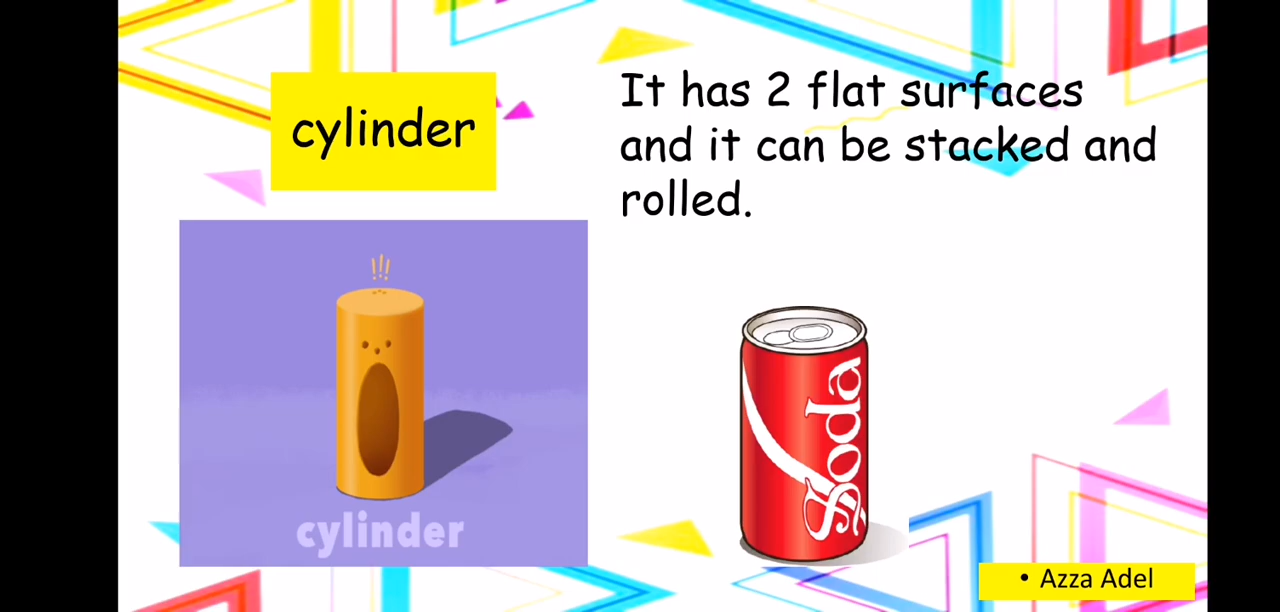 cylinder
It has 2 flat surfaces
and it can be stacked and
rolled.
!!!
cylinder
Soda
• Azza Adel